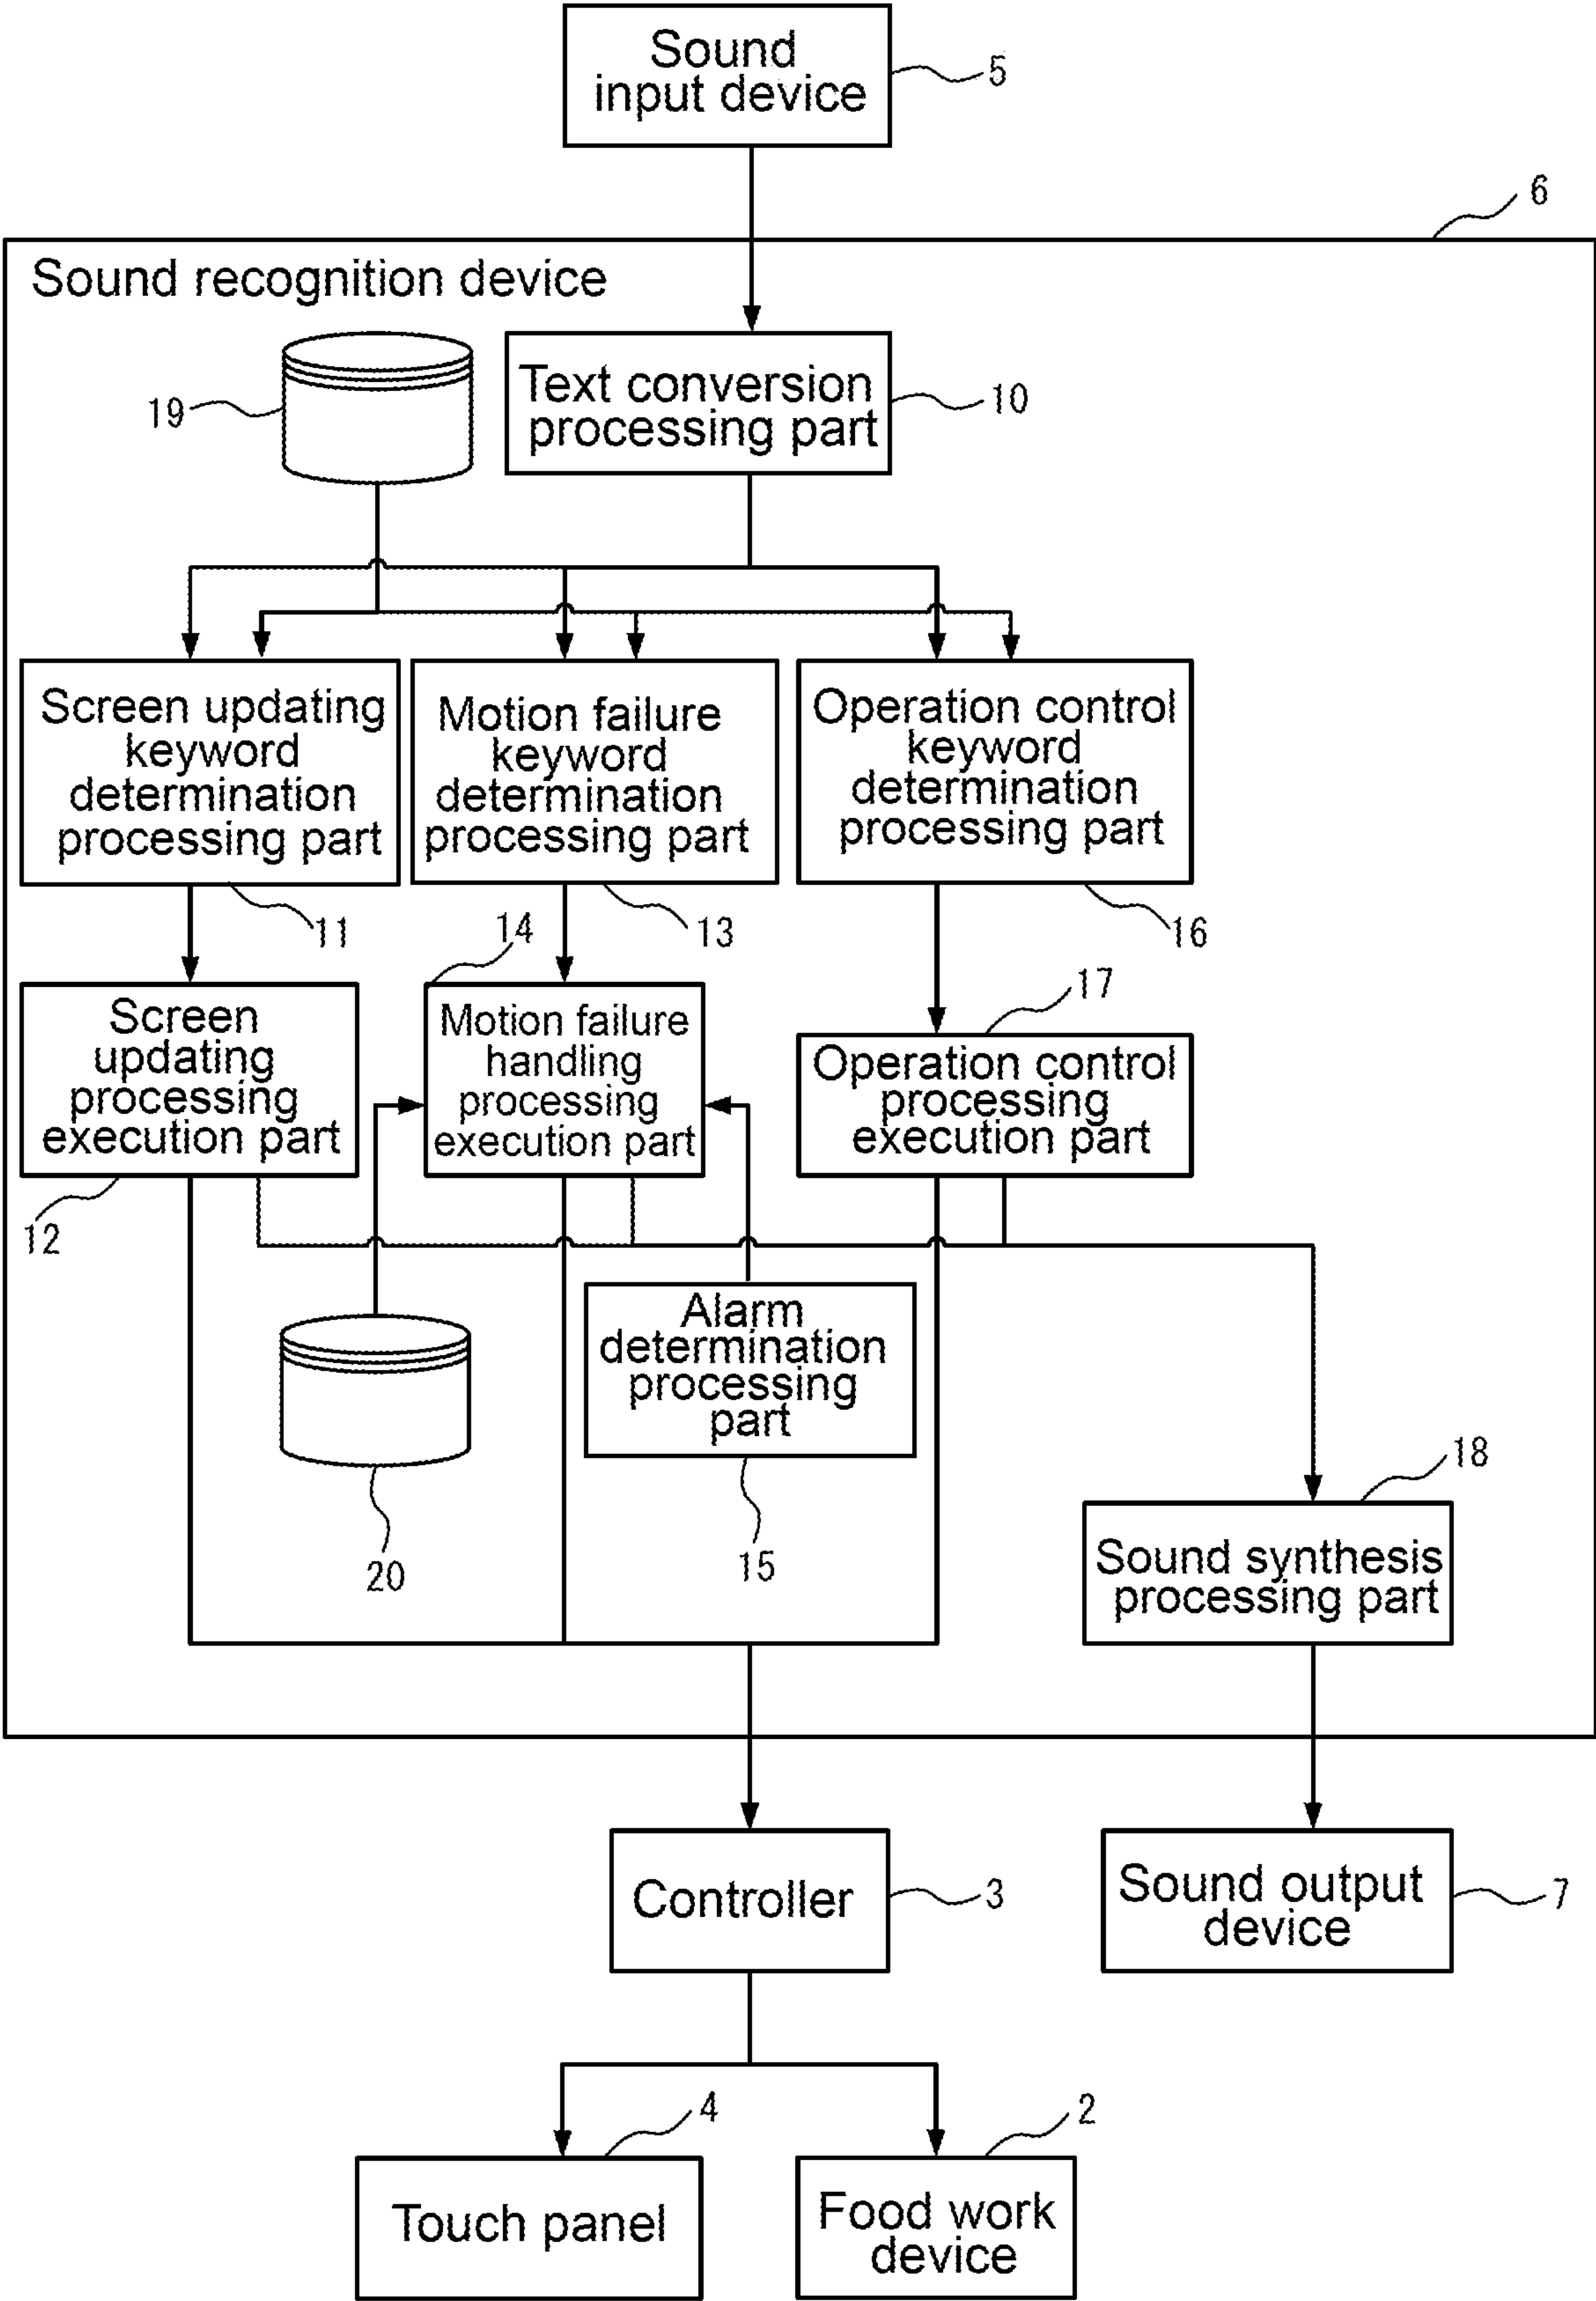 Sound
input device
5
6
Sound recognition device
19
Text conversion
processing part
10
Screen updating
keyword
determination
processing part
11
Motion failure
keyword
determination
processing part
13
Operation control
keyword
determination
processing part
16
14
17
Screen
updating
processing
execution part
12
Motion failure
handling
processing
execution part
Operation control
processing
execution part
20
Alarm
determination
processing
part
15
18
Sound synthesis
processing part
Controller
3
Sound output
device
7
4
2
Touch panel
Food work
device